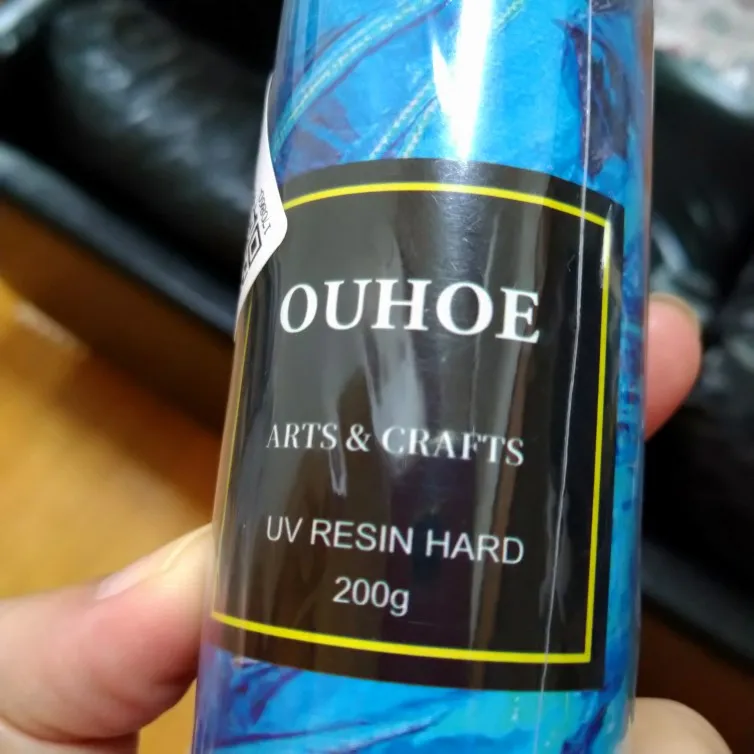 OUHOE
ARTS & CRAFTS
UV RESIN HARD
200g